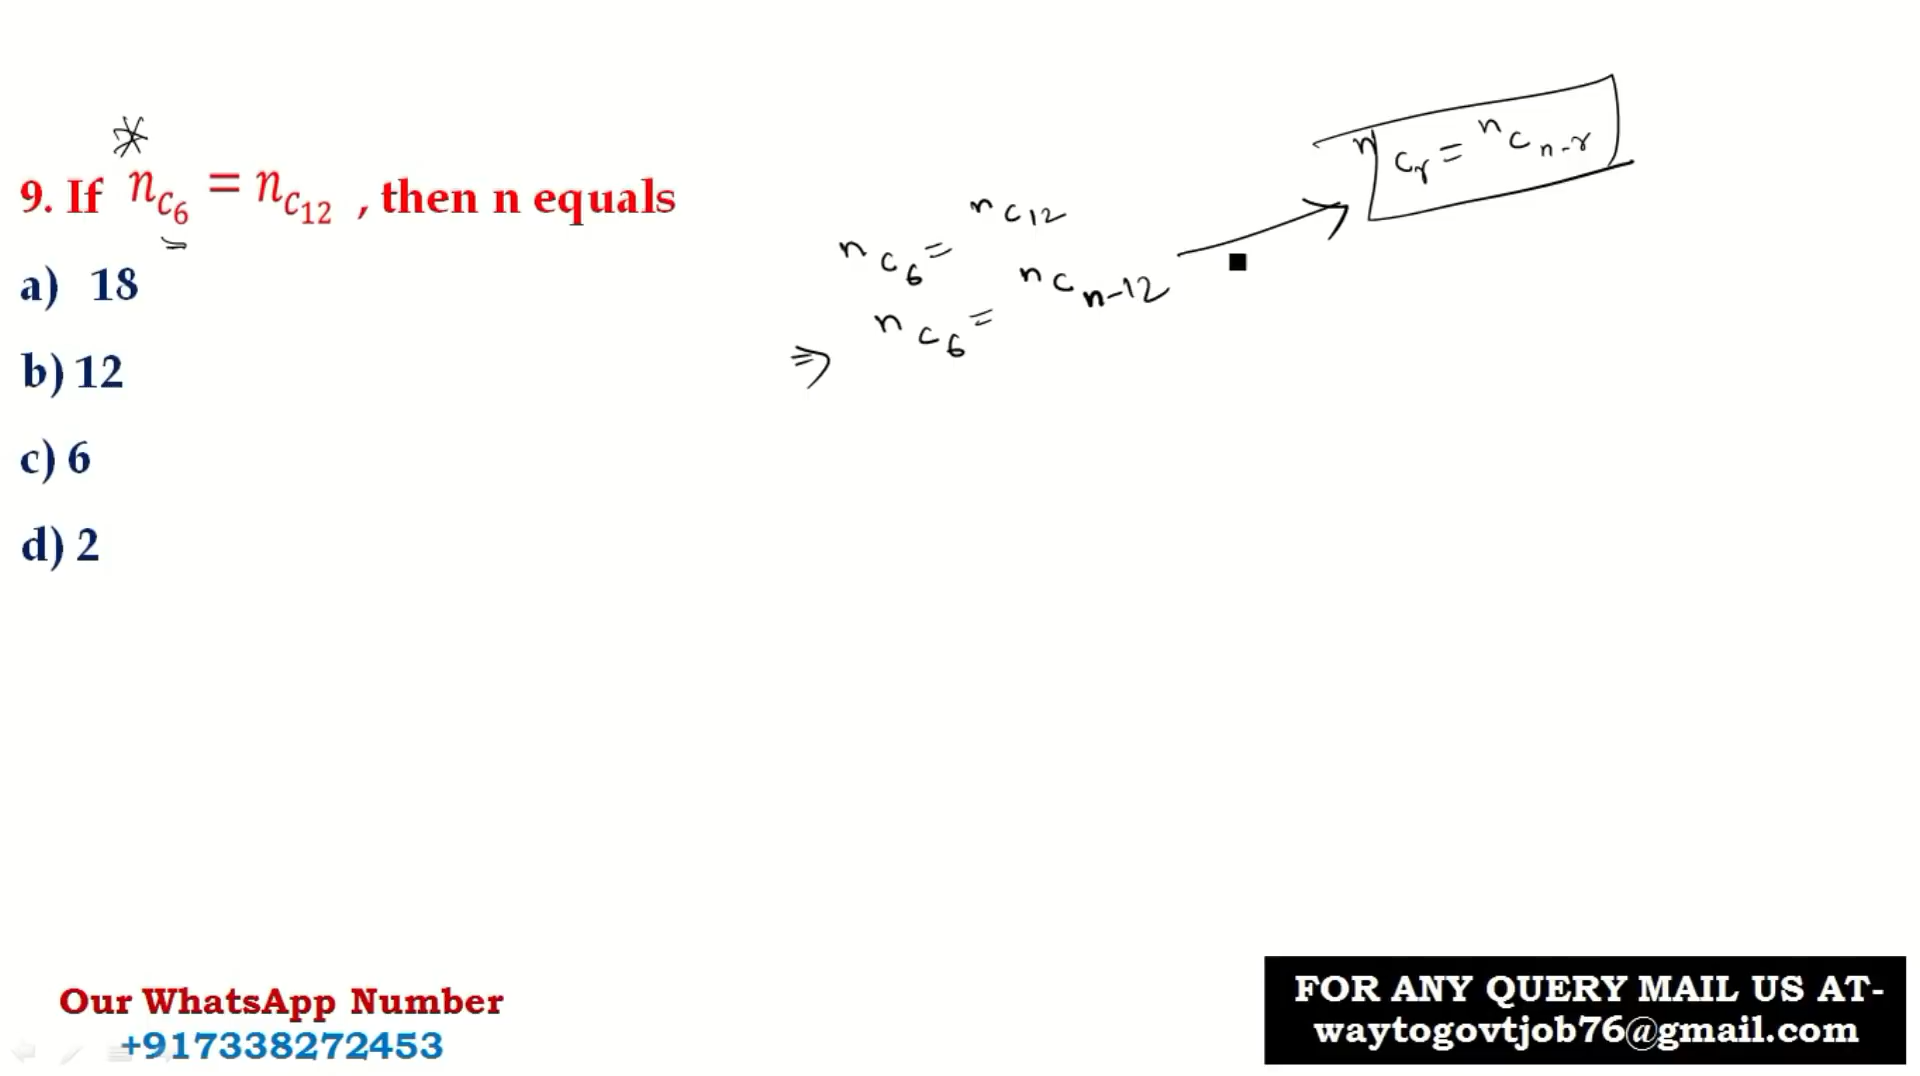 9. If nC6 = nC12 , then n equals
a) 18
b) 12
c) 6
d) 2
nC6 = nC12
⇒ nC6 = nCn-12
nCr = nCn-r
Our WhatsApp Number
+917338272453
FOR ANY QUERY MAIL US AT-
waytogovtjob76@gmail.com